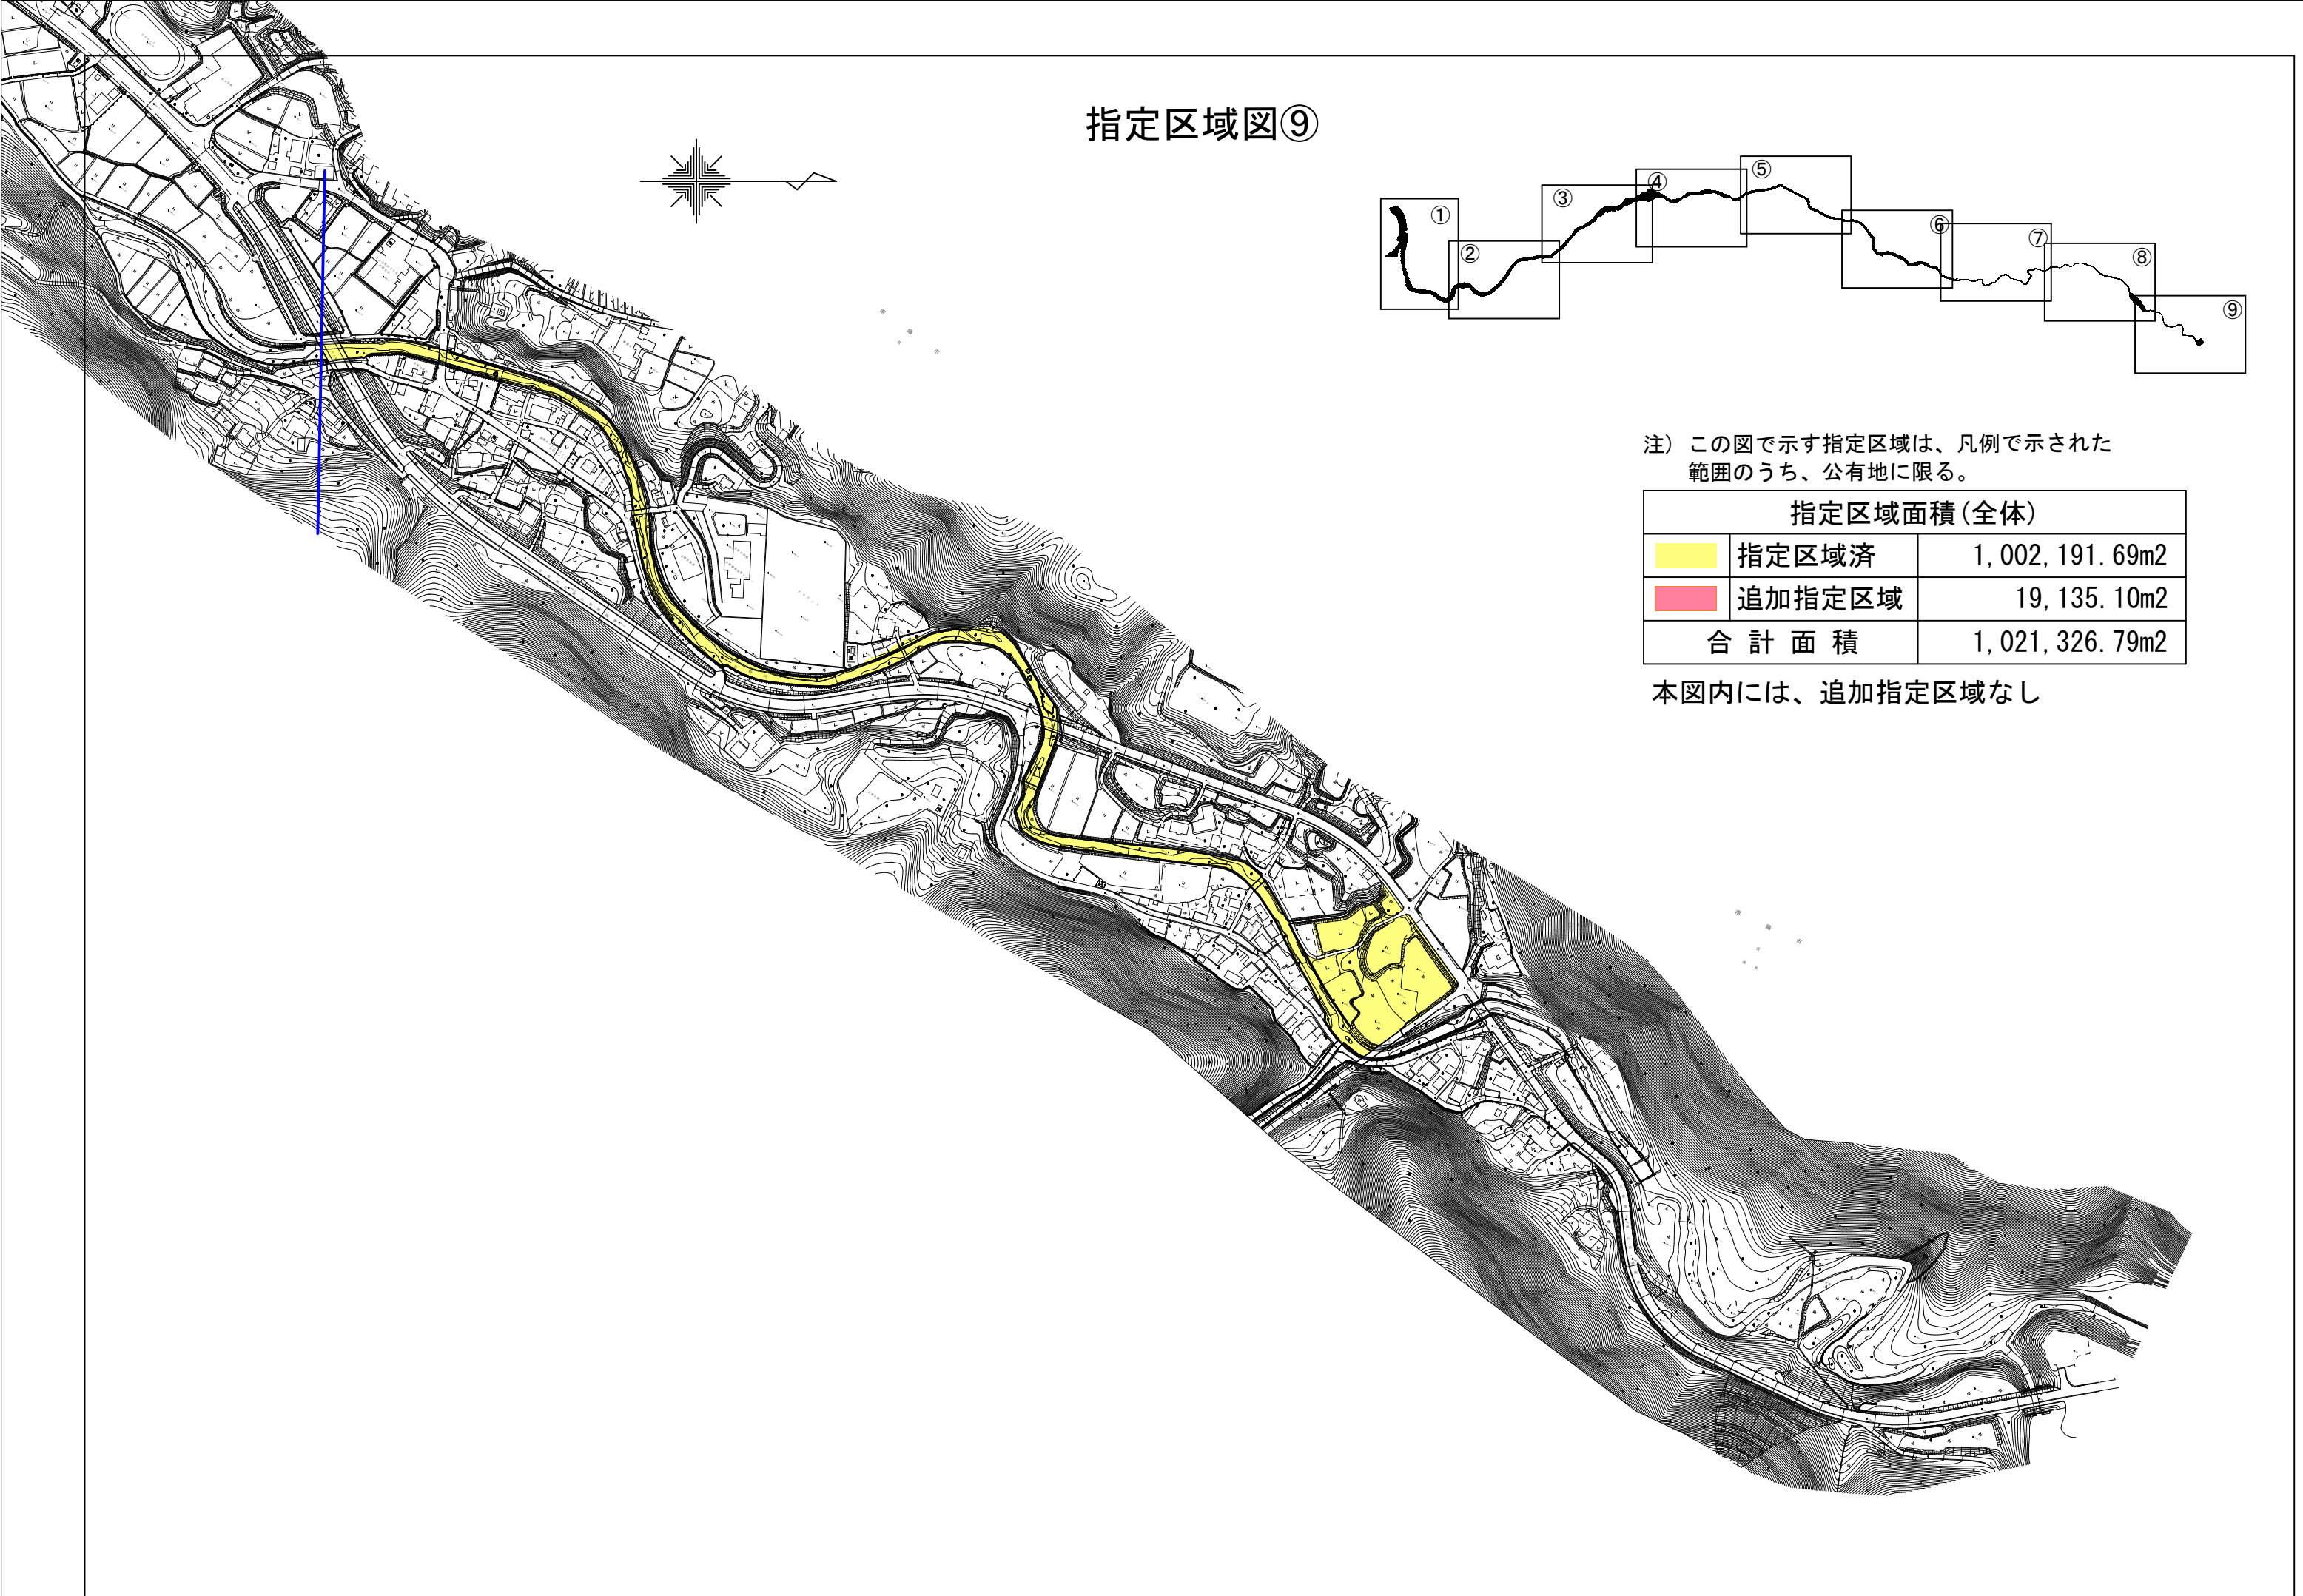 指定区域図⑨
①
②
③
④
⑤
⑥
⑦
⑧
⑨
注) この図で示す指定区域は、凡例で示された
範囲のうち、公有地に限る。
指定区域面積(全体)
指定区域済 1,002,191.69m2
追加指定区域 19,135.10m2
合計面積 1,021,326.79m2
本図内には、追加指定区域なし